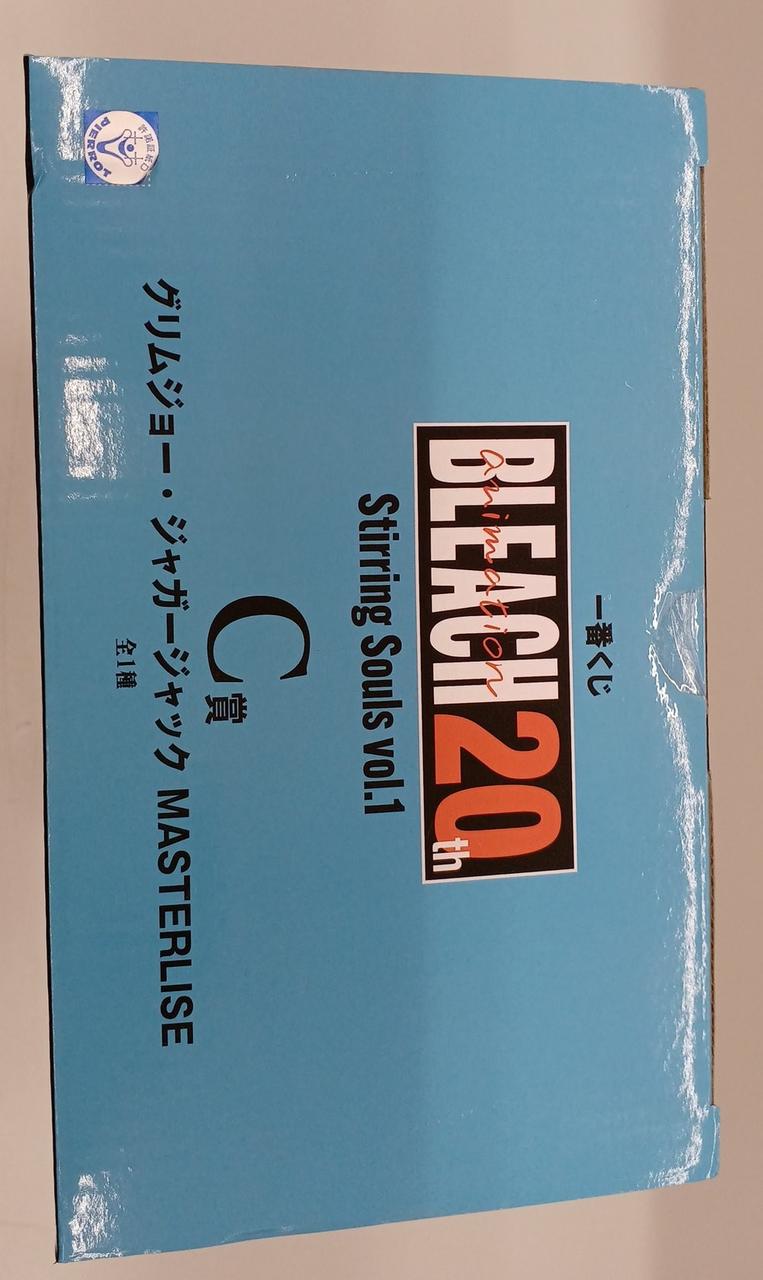 一番くじ
BLEACH 20th
animation
Stirring Souls vol.1
C賞
グリムジョー・ジャガージャック MASTERLISE
全1種
PIERROT